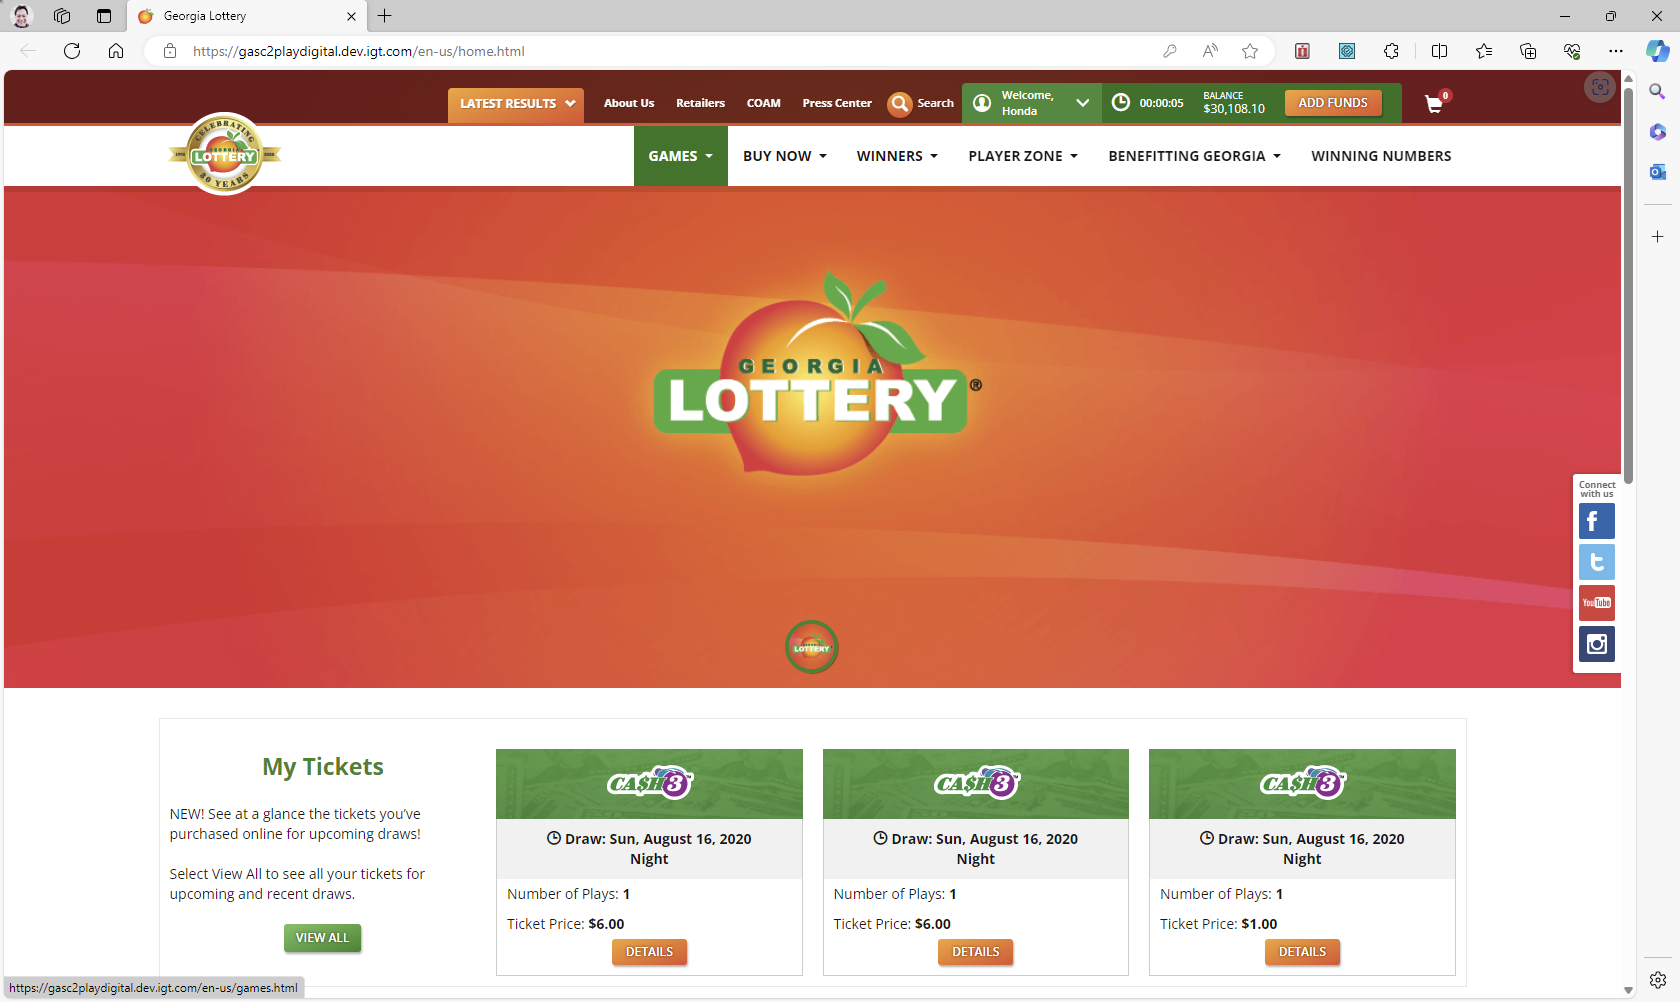 Georgia Lottery
https://gasc2playdigital.dev.igt.com/en-us/home.html
LATEST RESULTS
About Us
Retailers
COAM
Press Center
Search
Welcome,
Honda
00:00:05
BALANCE
$30,108.10
ADD FUNDS
0
CELEBRATING
GEORGIA
LOTTERY
30 YEARS
GAMES
BUY NOW
WINNERS
PLAYER ZONE
BENEFITTING GEORGIA
WINNING NUMBERS
GEORGIA
LOTTERY®
LOTTERY
Connect
with us
f
t
YouTube
My Tickets
NEW! See at a glance the tickets you've
purchased online for upcoming draws!
Select View All to see all your tickets for
upcoming and recent draws.
VIEW ALL
CA$H 3™
Draw: Sun, August 16, 2020
Night
Number of Plays: 1
Ticket Price: $6.00
DETAILS
CA$H 3™
Draw: Sun, August 16, 2020
Night
Number of Plays: 1
Ticket Price: $6.00
DETAILS
CA$H 3™
Draw: Sun, August 16, 2020
Night
Number of Plays: 1
Ticket Price: $1.00
DETAILS
https://gasc2playdigital.dev.igt.com/en-us/games.html